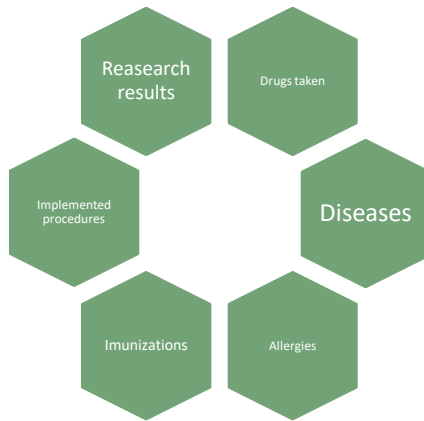 Reasearch
results
Drugs taken
Implemented
procedures
Diseases
Imunizations
Allergies